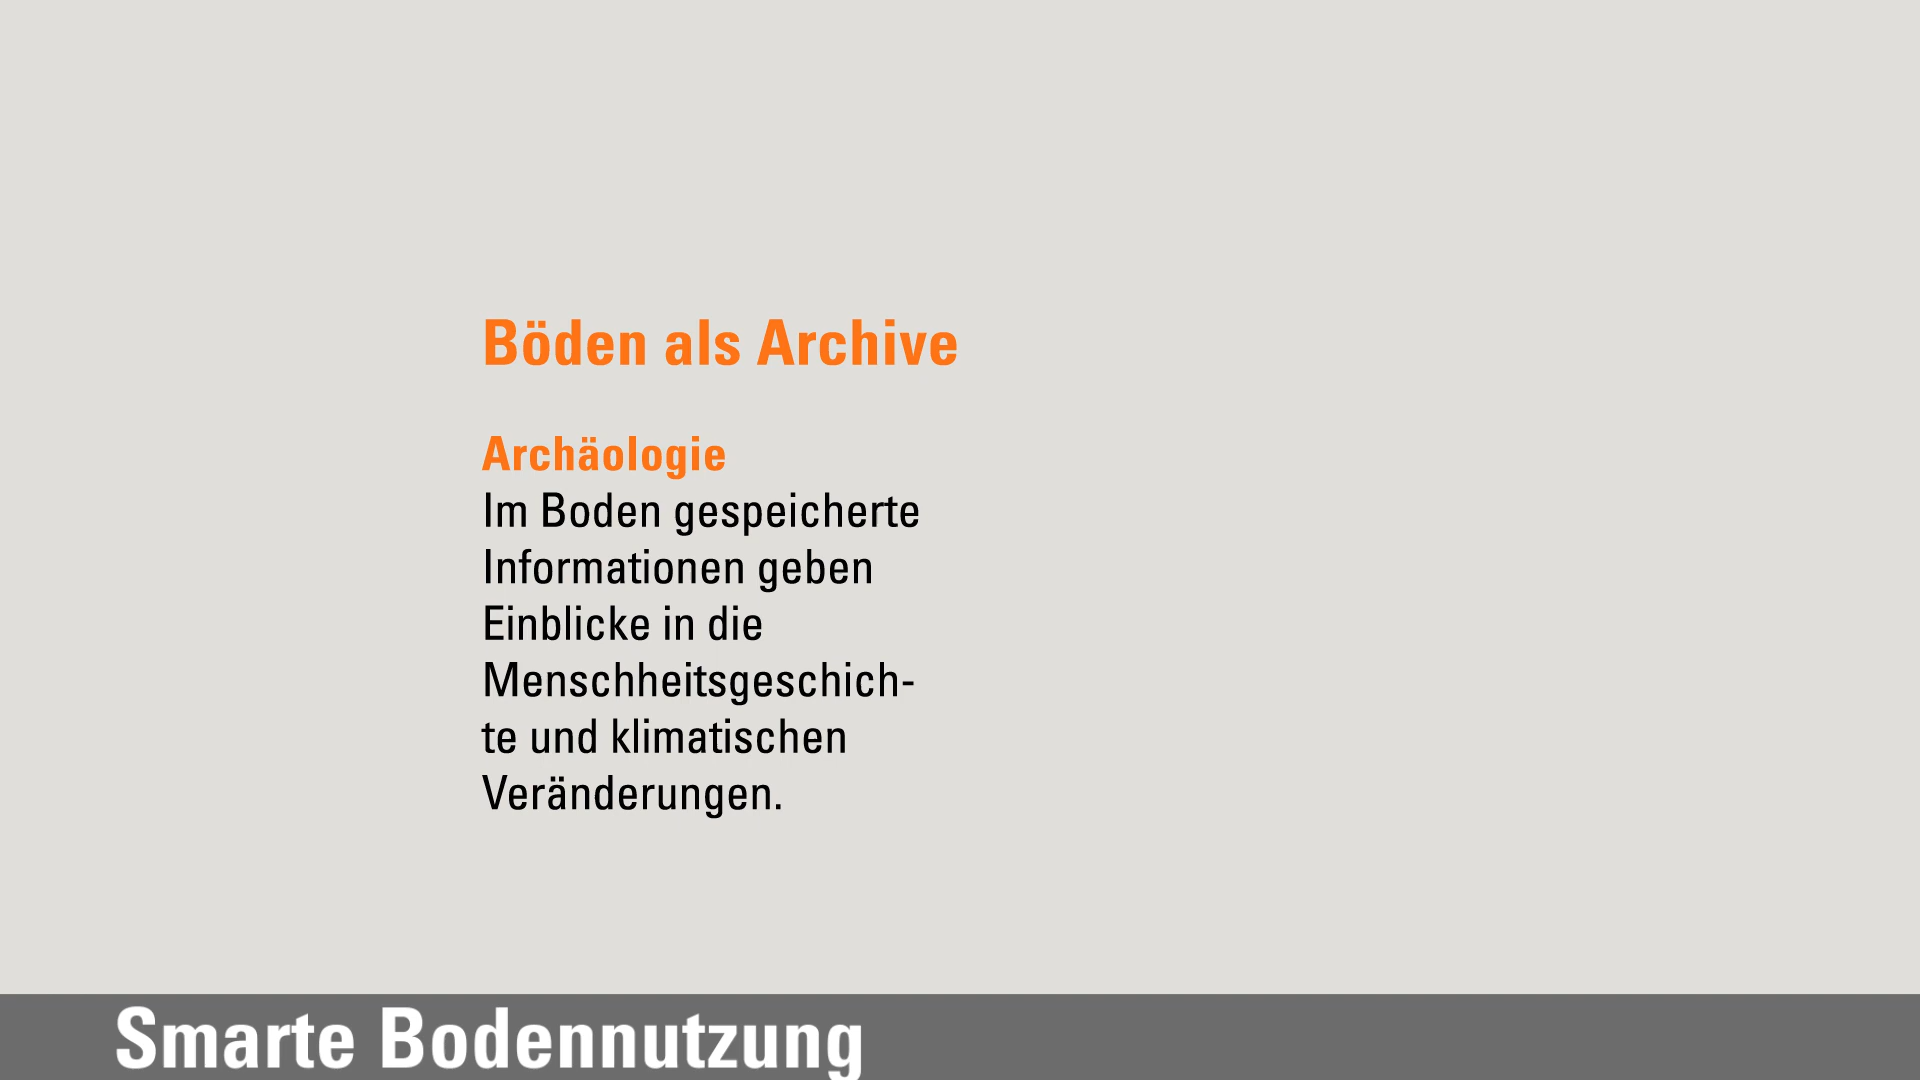 Böden als Archive
Archäologie
Im Boden gespeicherte
Informationen geben
Einblicke in die
Menschheitsgeschich-
te und klimatischen
Veränderungen.
Smarte Bodennutzung